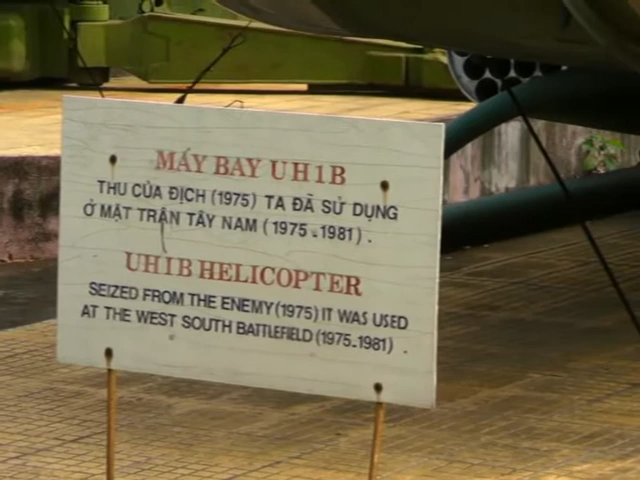 MÁY BAY UH1B
THU CỦA ĐỊCH (1975) TA ĐÃ SỬ DỤNG
Ở MẶT TRẬN TÂY NAM (1975-1981).
UH1B HELICOPTER
SEIZED FROM THE ENEMY (1975) IT WAS USED
AT THE WEST SOUTH BATTLEFIELD (1975-1981).